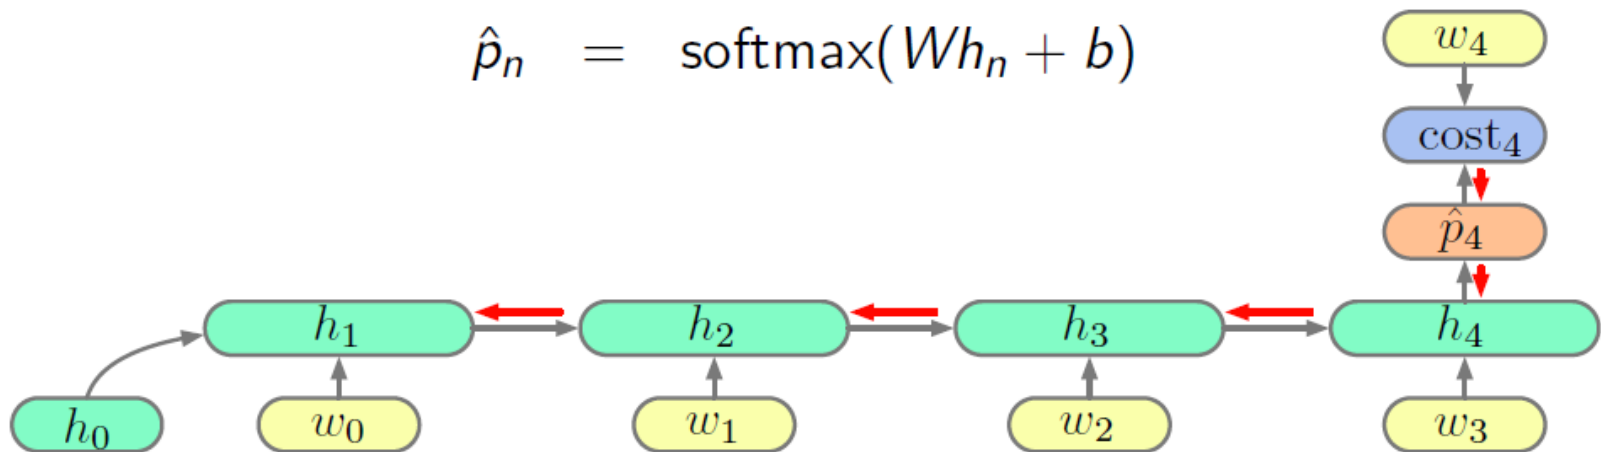 p̂ₙ = softmax(Whₙ + b)
w₄
cost₄
p̂₄
h₁ h₂ h₃ h₄
h₀ w₀ w₁ w₂ w₃